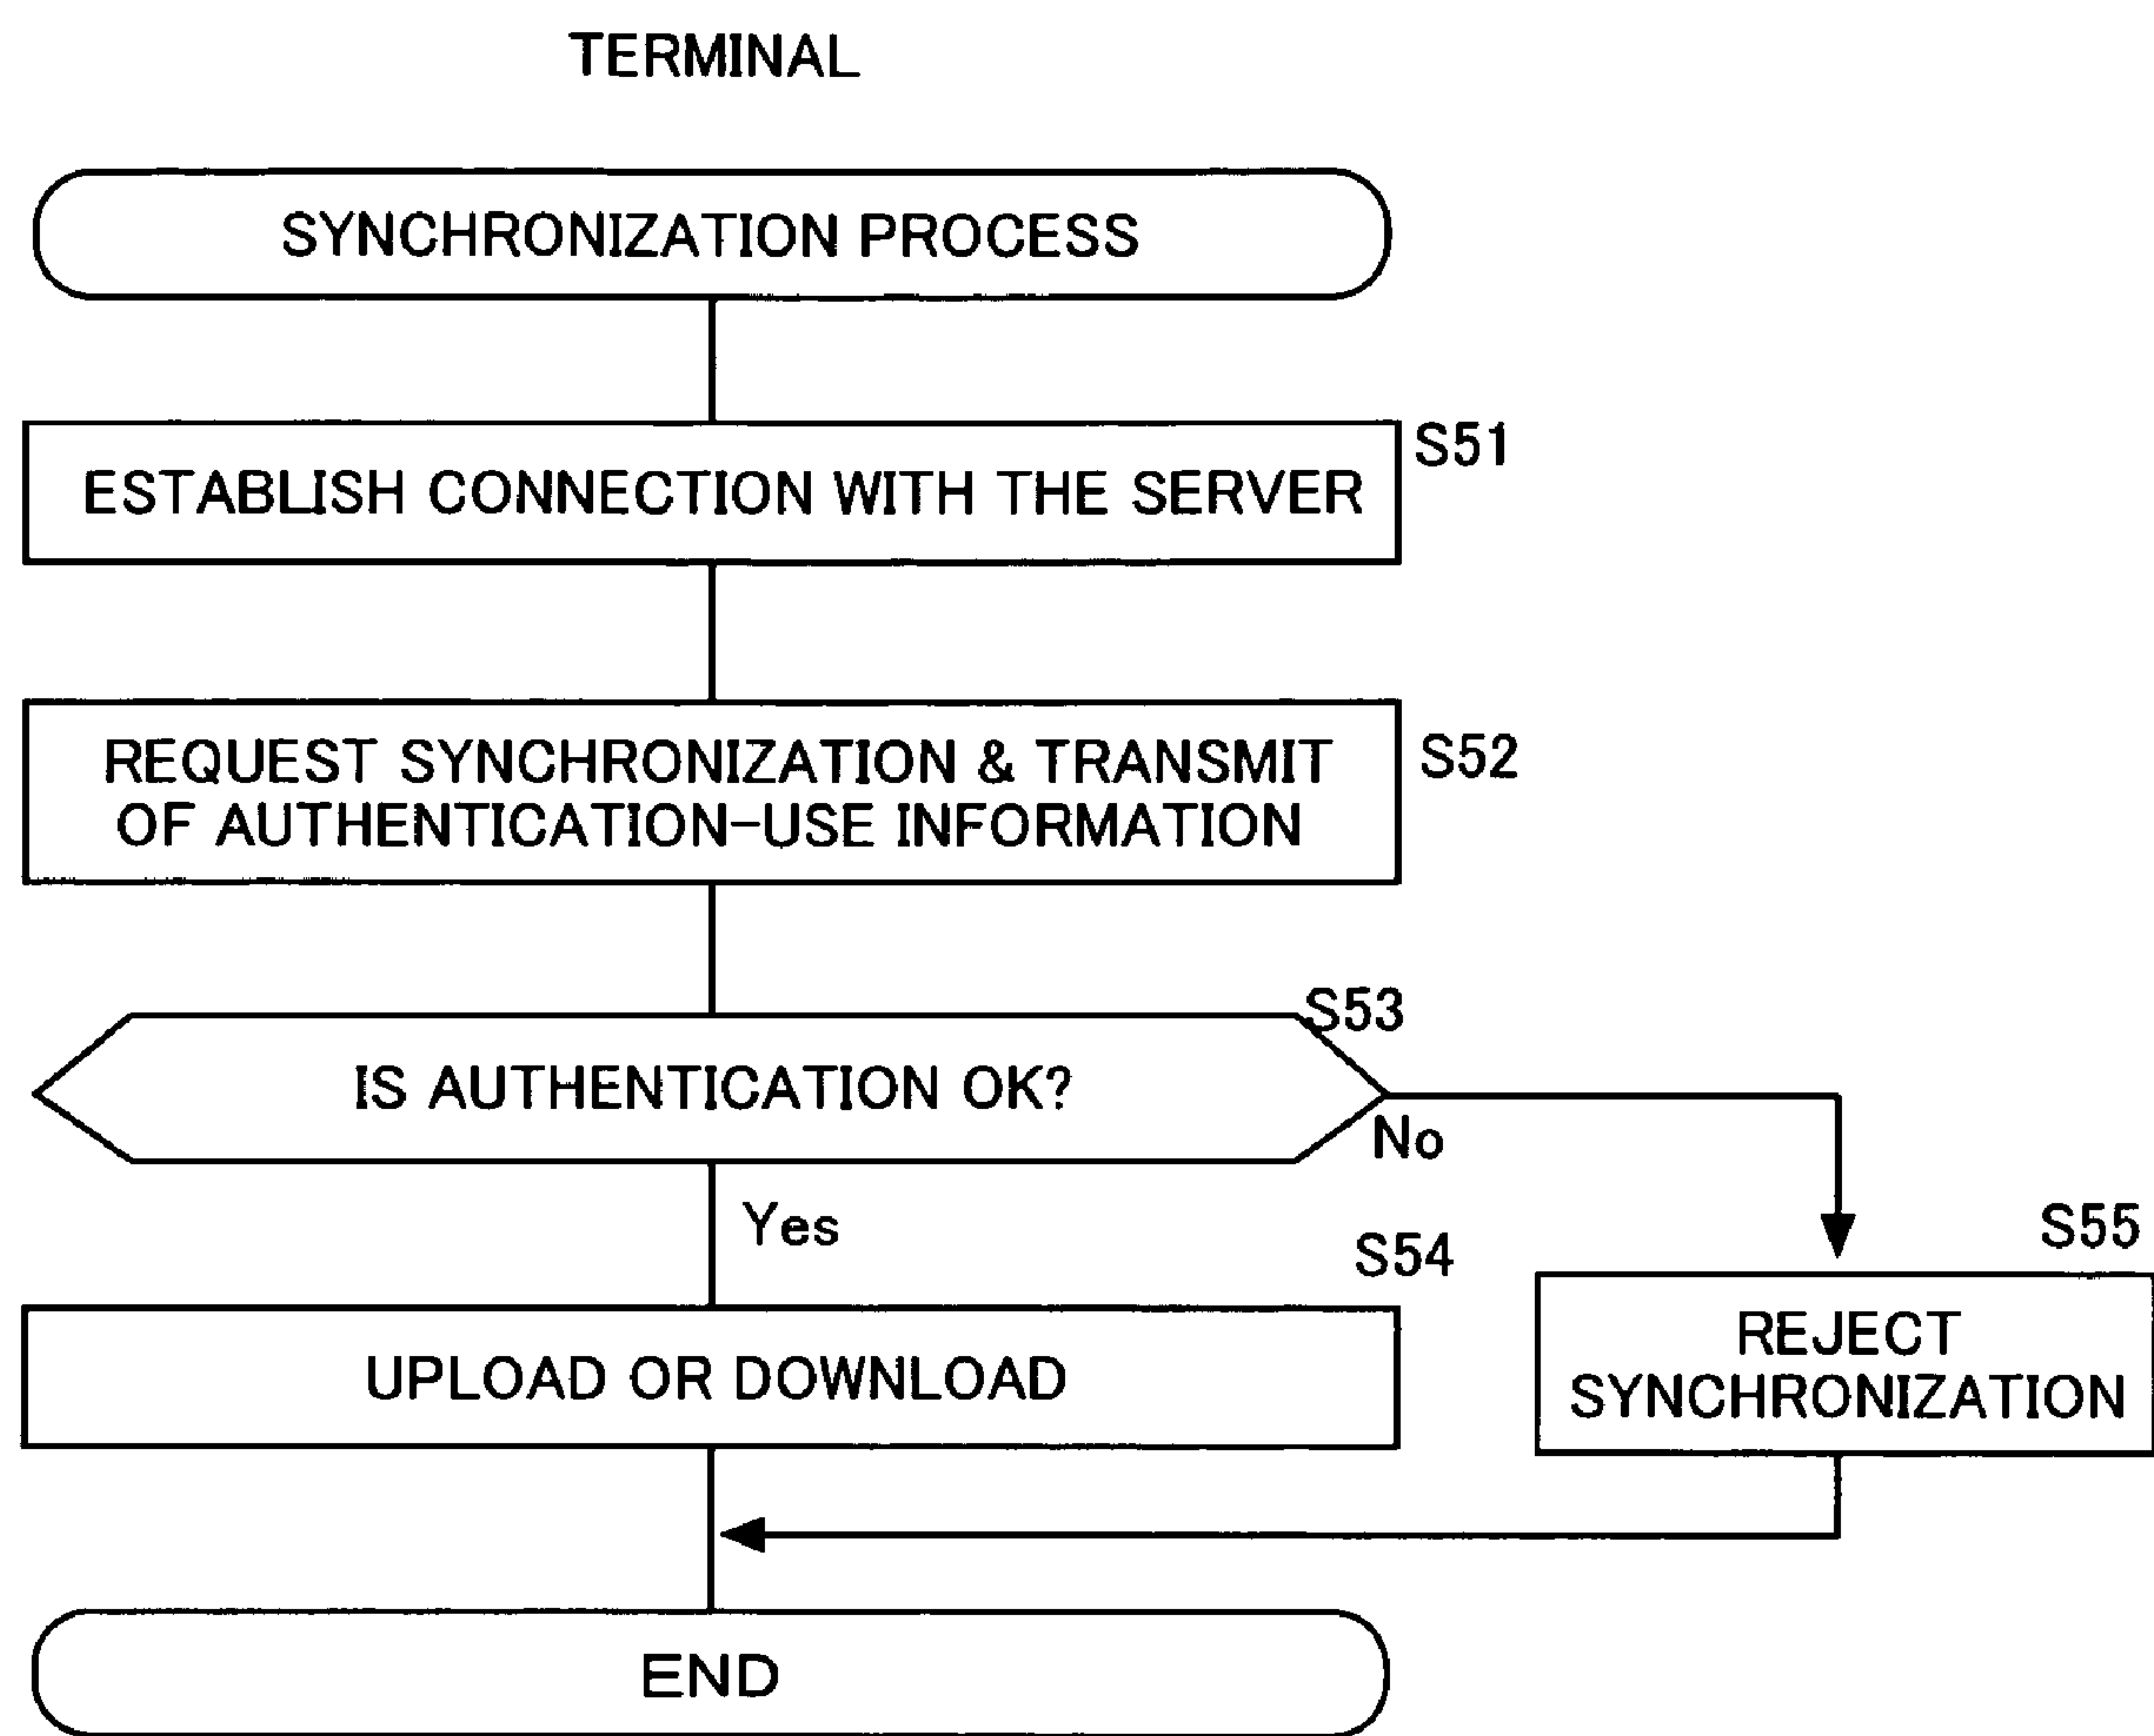 TERMINAL
SYNCHRONIZATION PROCESS
S51
ESTABLISH CONNECTION WITH THE SERVER
REQUEST SYNCHRONIZATION & TRANSMIT
S52
OF AUTHENTICATION-USE INFORMATION
S53
IS AUTHENTICATION OK?
No
Yes
S54
S55
UPLOAD OR DOWNLOAD
REJECT
SYNCHRONIZATION
END